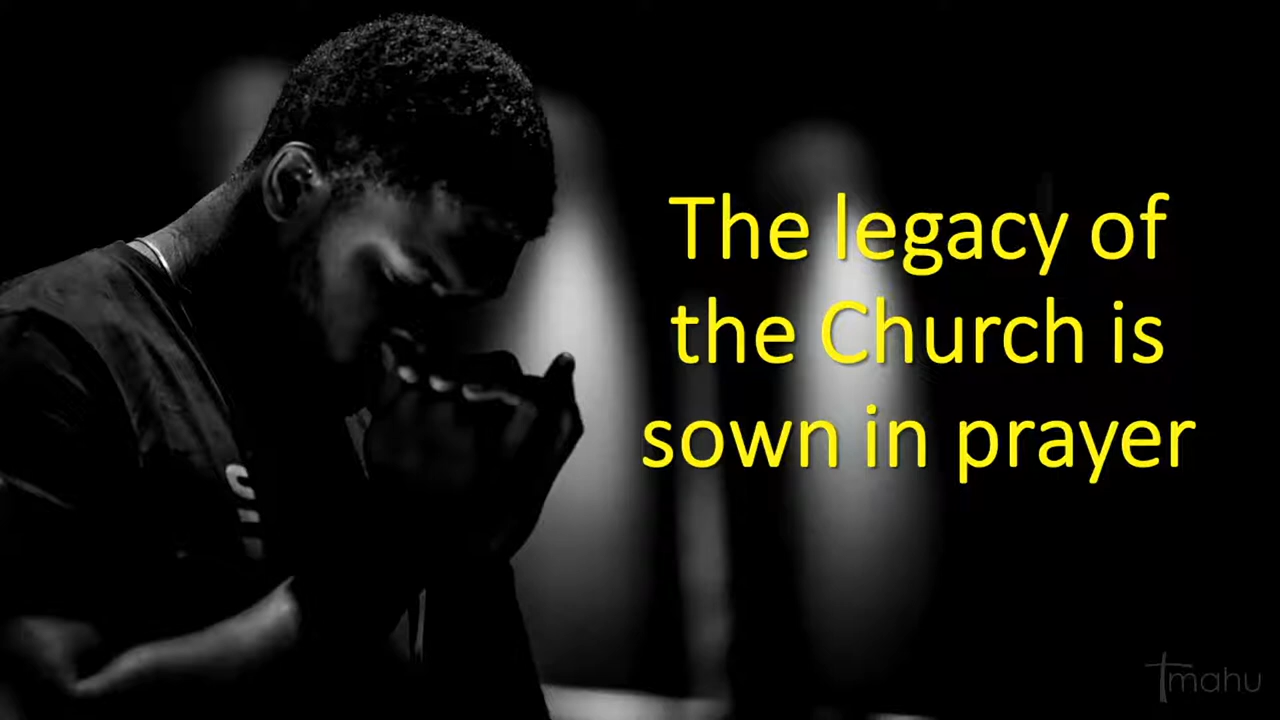 The legacy of
the Church is
sown in prayer
mahu